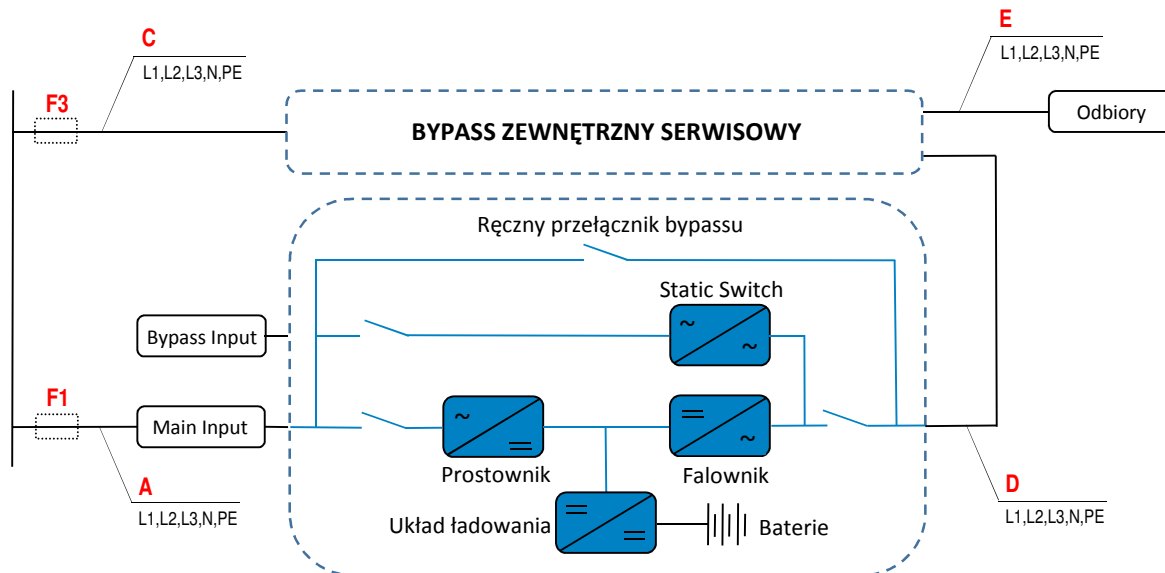 C
L1,L2,L3,N,PE
E
L1,L2,L3,N,PE
F3
BYPASS ZEWNĘTRZNY SERWISOWY
Odbiory
Ręczny przełącznik bypassu
Static Switch
~
~
Bypass Input
F1
Main Input
~
Prostownik
~
Falownik
A
L1,L2,L3,N,PE
D
L1,L2,L3,N,PE
Układ ładowania
Baterie